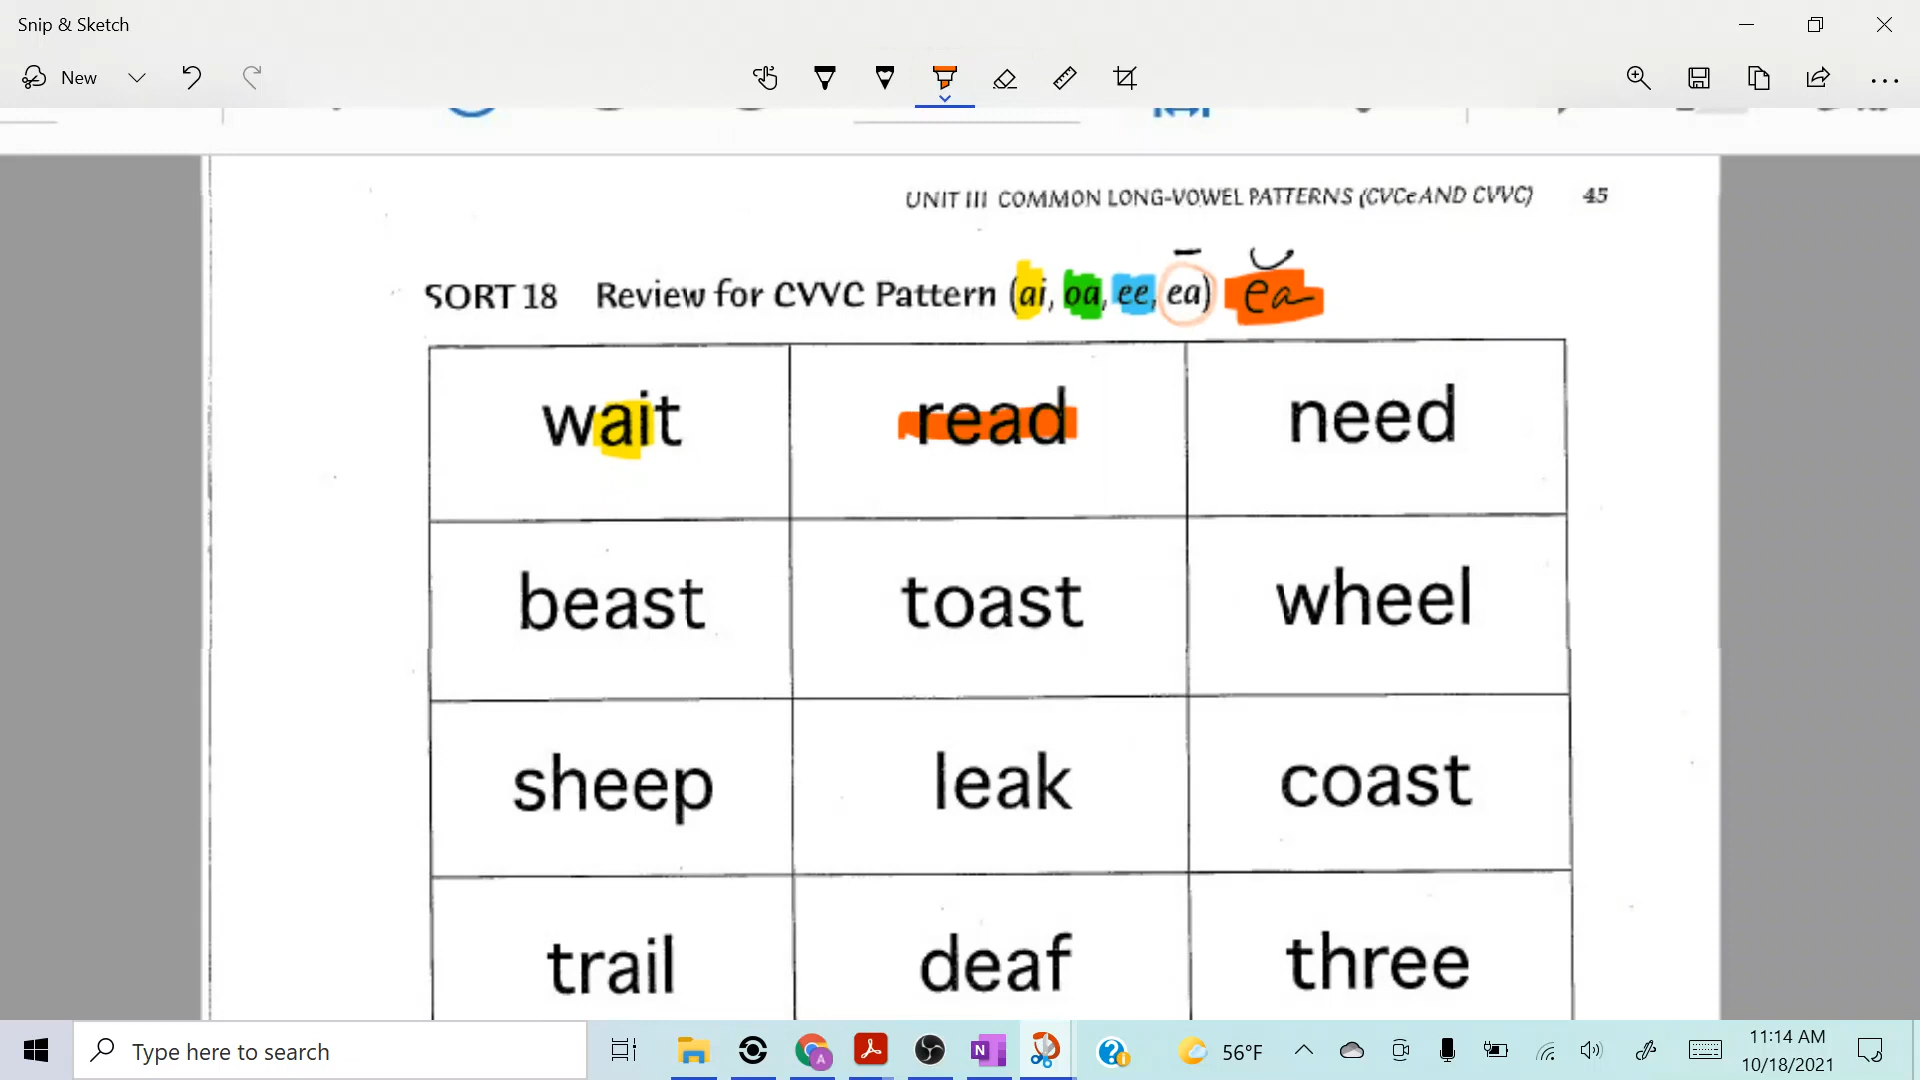 Snip & Sketch
New
UNIT III COMMON LONG-VOWEL PATTERNS (CVCe AND CVVC) 45
SORT 18 Review for CVVC Pattern (ai, oa, ee, ea) ea
wait read need
beast toast wheel
sheep leak coast
trail deaf three
Type here to search
A
N
56°F
11:14 AM
10/18/2021